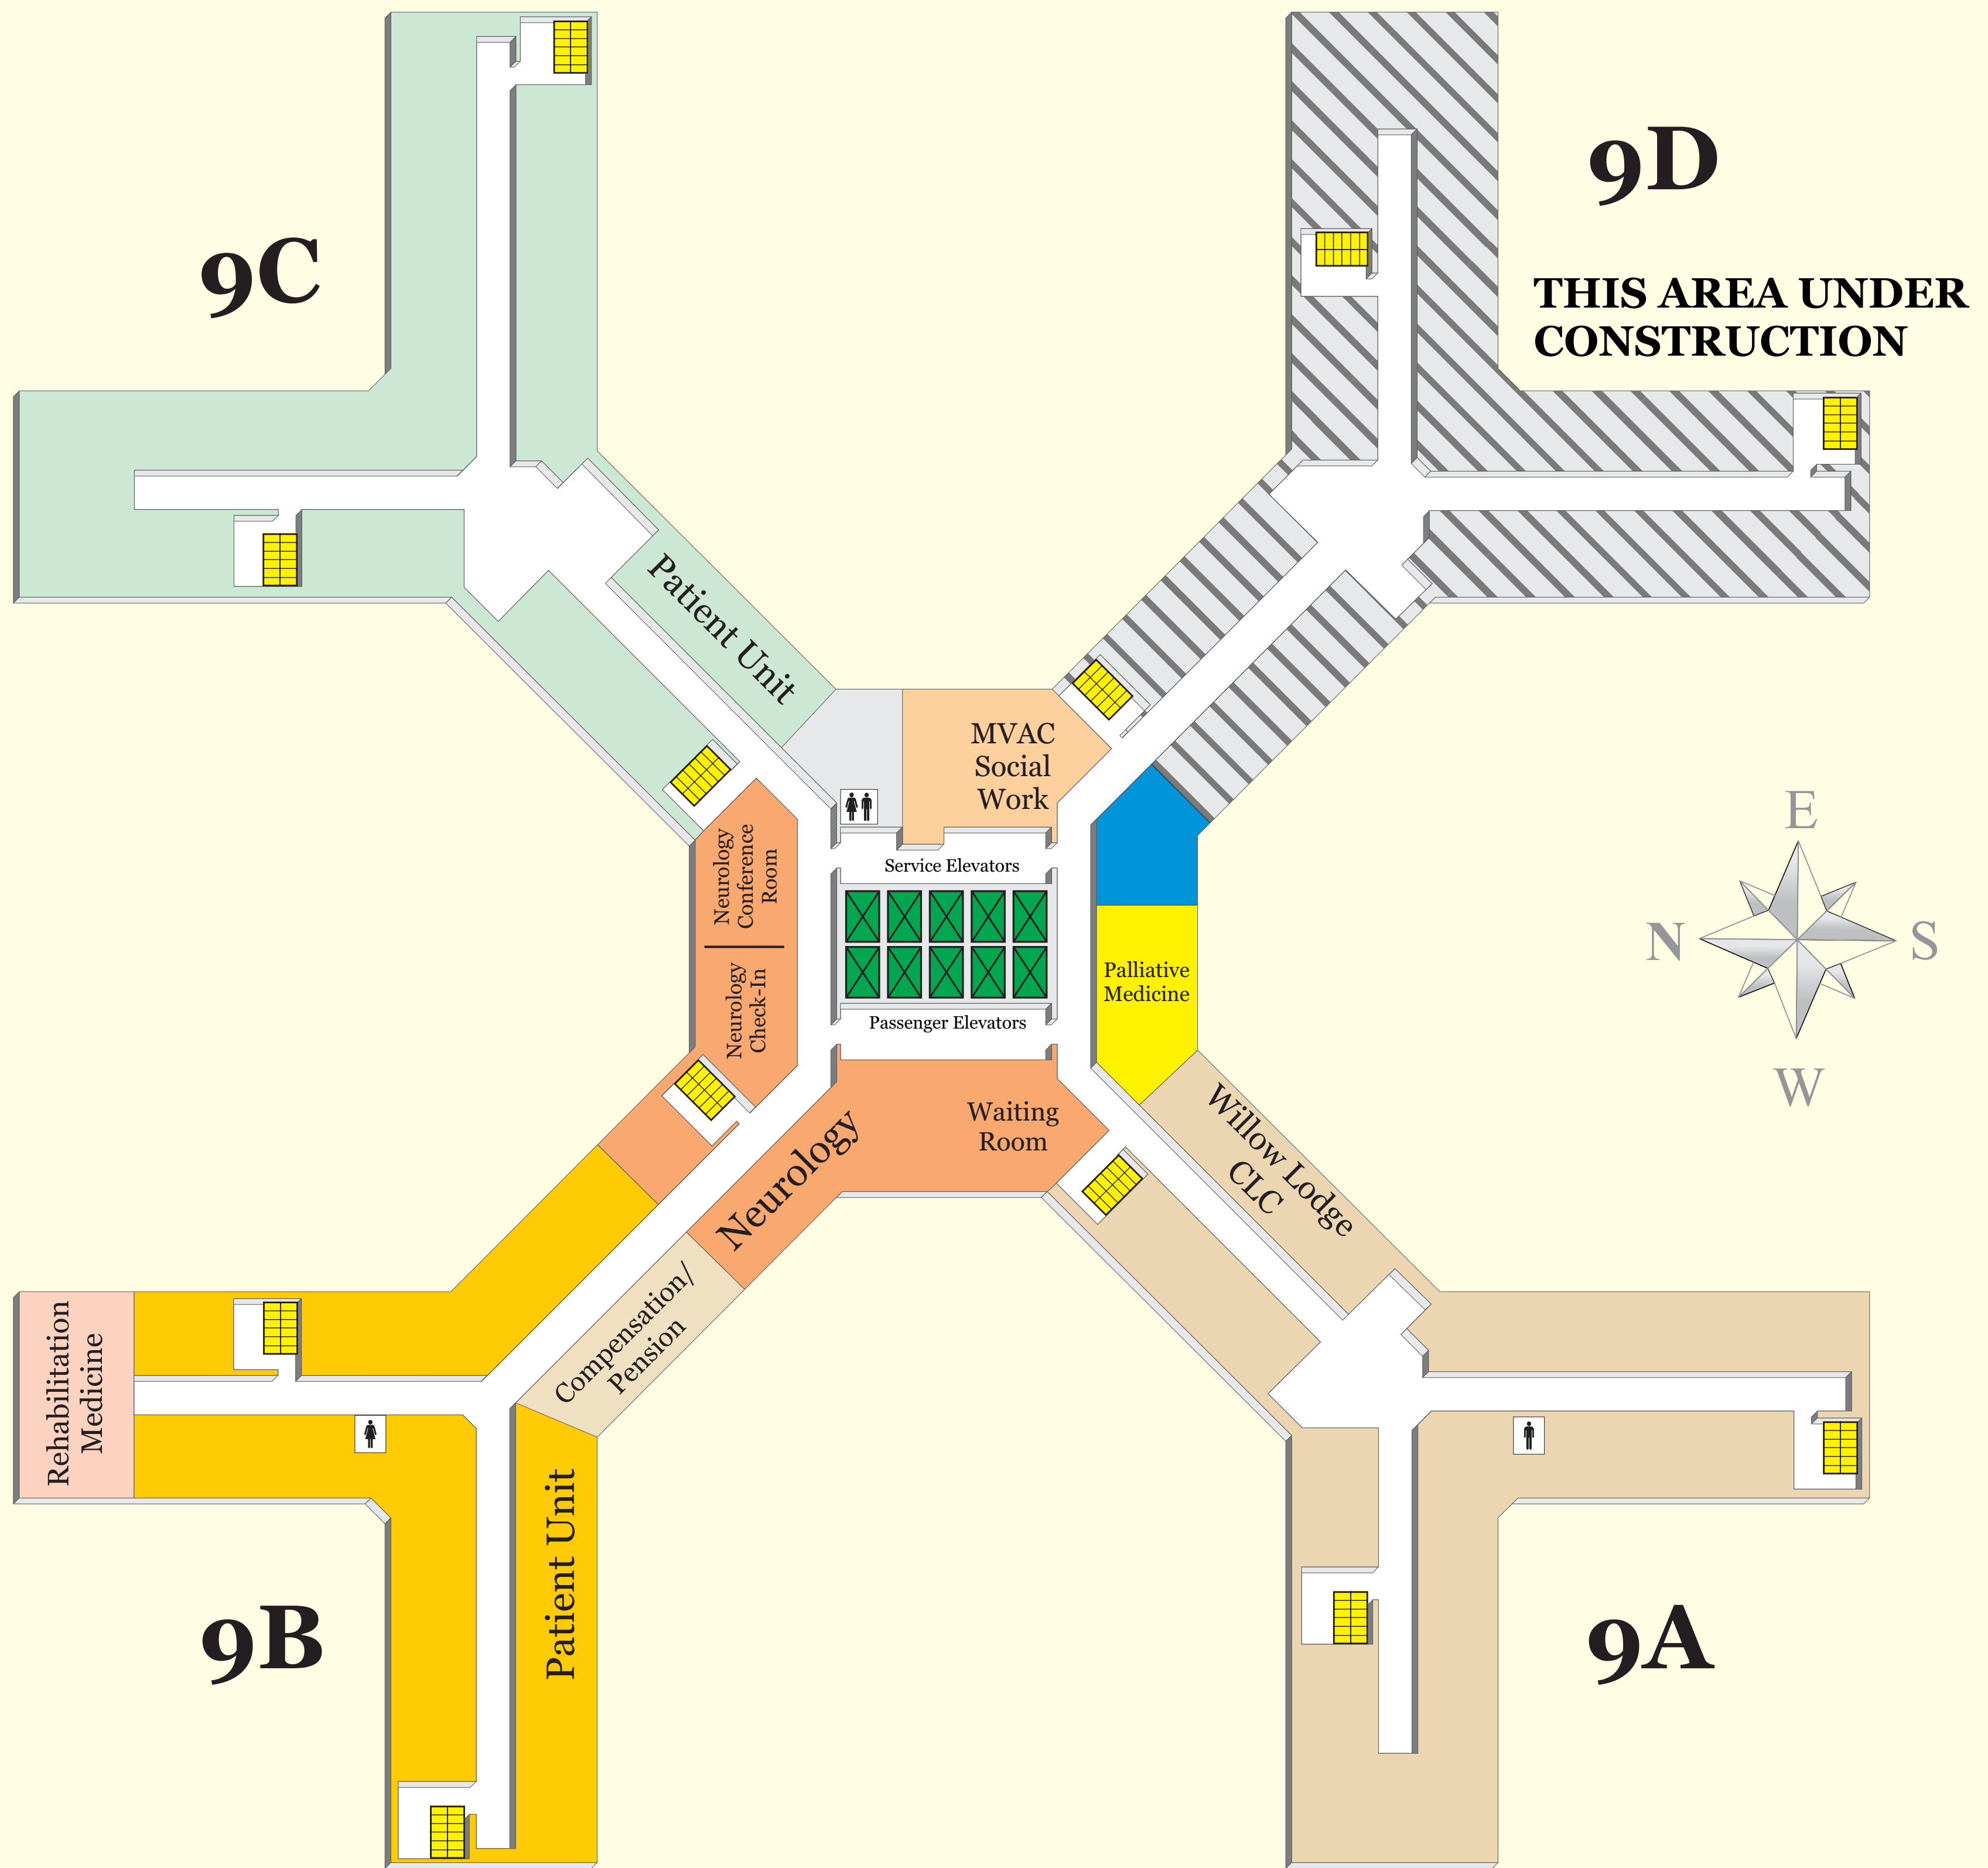 9C
9D
THIS AREA UNDER
CONSTRUCTION
Patient Unit
MVAC
Social
Work
Neurology
Conference
Room
Service Elevators
Neurology
Check-In
Passenger Elevators
Palliative
Medicine
E
N
S
W
Neurology
Waiting
Room
Willow Lodge
CLC
Compensation/
Pension
Rehabilitation
Medicine
Patient Unit
9B
9A